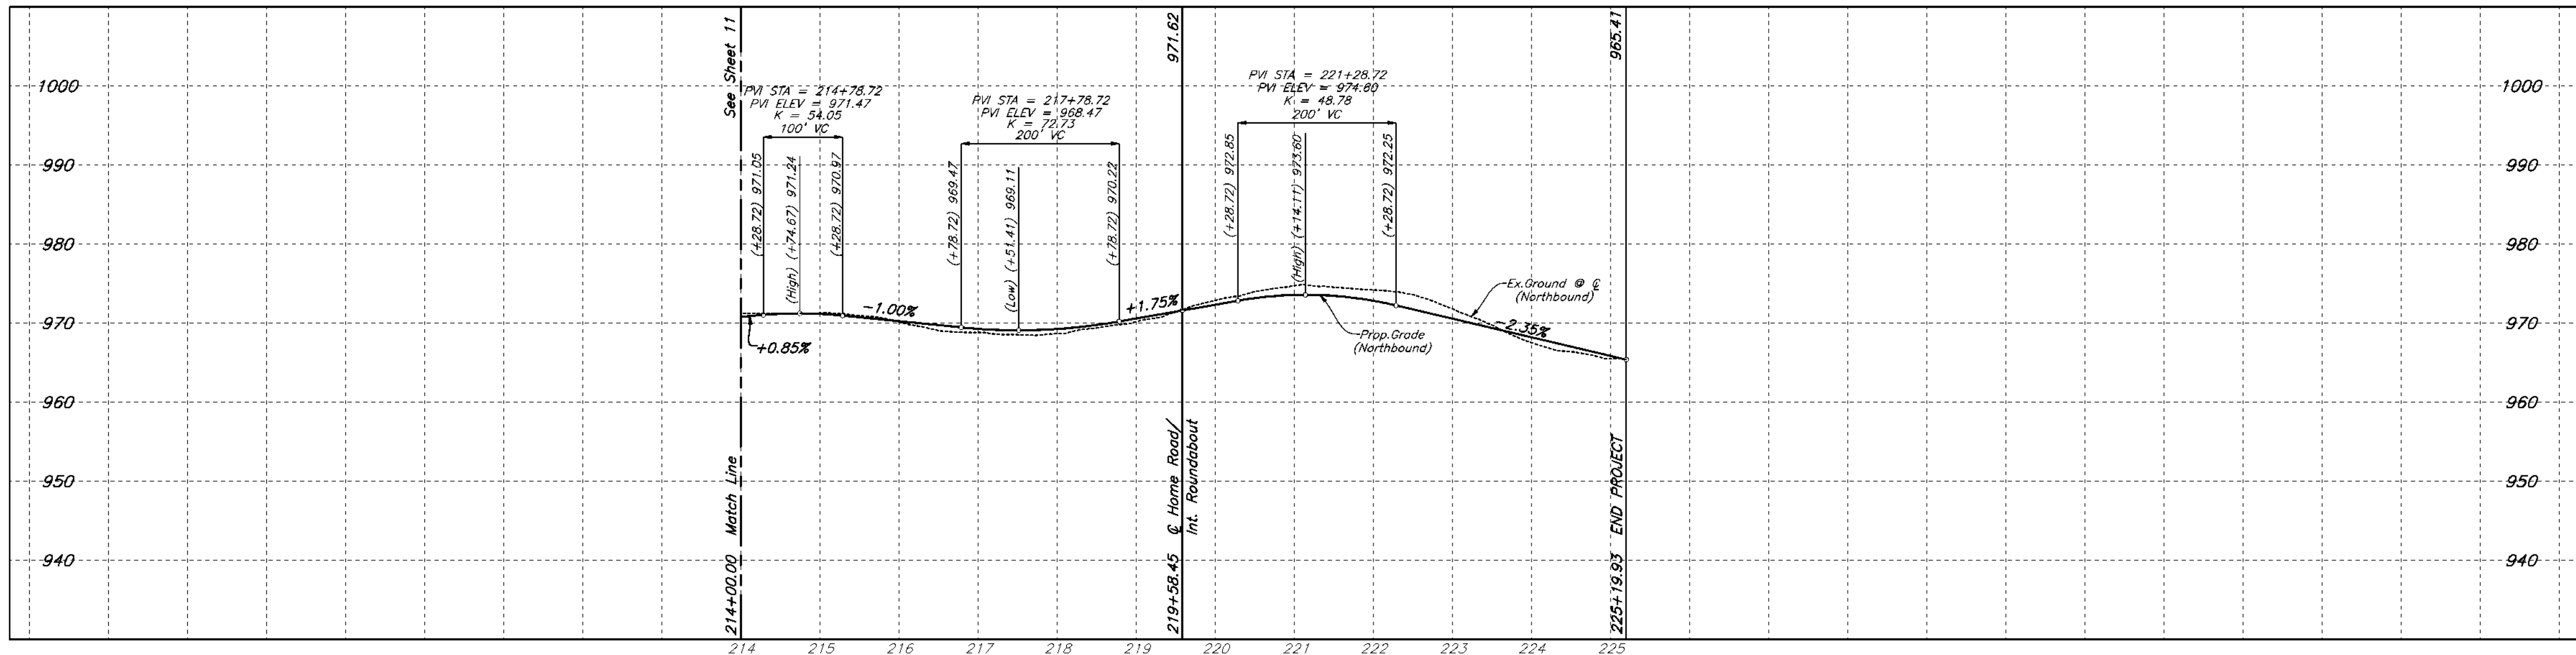 See Sheet 11
971.62
965.41
1000
1000
990
990
980
980
970
970
960
960
950
950
940
940
PVI STA = 214+78.72
PVI ELEV = 971.47
K = 54.05
100' VC
(+28.72) 971.05
(High) (+74.67) 971.24
(+28.72) 970.97
PVI STA = 217+78.72
PVI ELEV = 968.47
K = 72.73
200' VC
(+78.72) 969.47
(Low) (+51.41) 969.11
(+78.72) 970.22
PVI STA = 221+28.72
PVI ELEV = 974.60
K = 48.78
200' VC
(+28.72) 972.85
(High) (+14.11) 973.60
(+28.72) 972.25
+0.85%
-1.00%
+1.75%
-2.35%
Ex.Ground @ ℄
(Northbound)
Prop.Grade
(Northbound)
214+00.00 Match Line
219+58.45 ℄ Home Road/
Int. Roundabout
225+19.93 END PROJECT
214 215 216 217 218 219 220 221 222 223 224 225